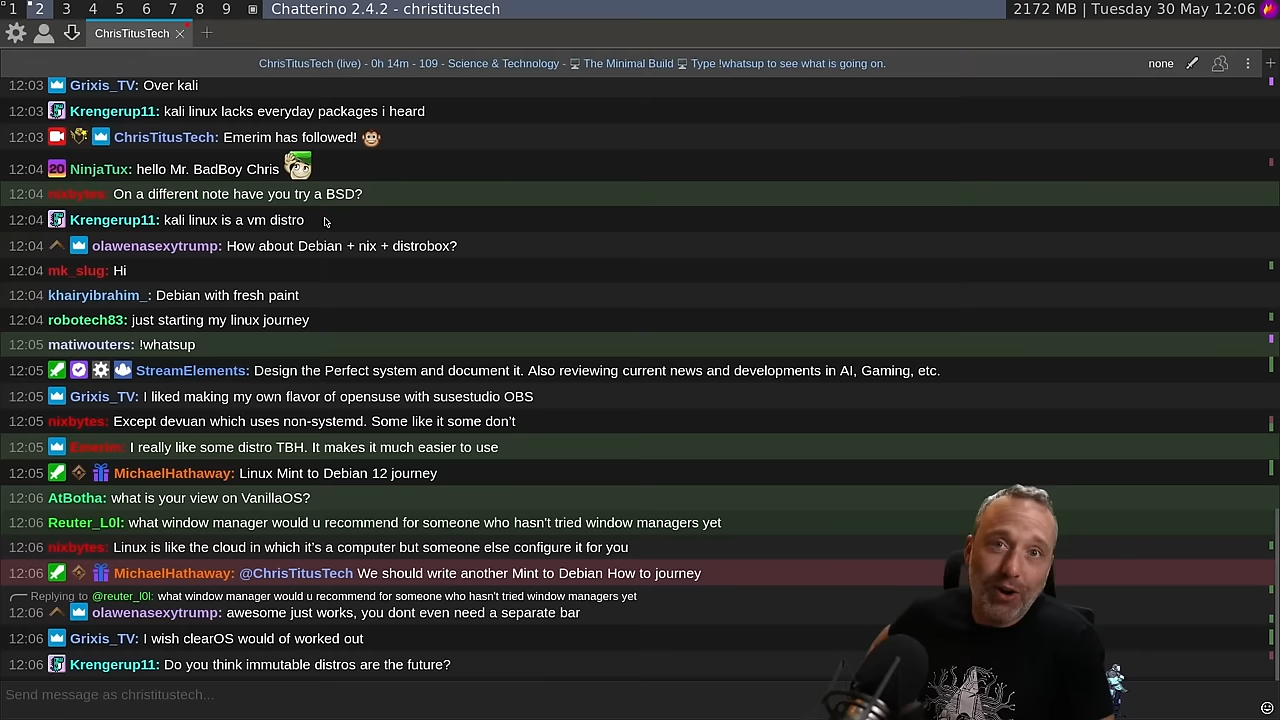 1 2 3 4 5 6 7 8 9 Chatterino 2.4.2 - christitustech 2172 MB | Tuesday 30 May 12:06
ChrisTitusTech
ChrisTitusTech (live) - 0h 14m - 109 - Science & Technology - 🖥️ The Minimal Build 🖥️ Type !whatsup to see what is going on. none
12:03 Grixis_TV: Over kali
12:03 Krengerup11: kali linux lacks everyday packages i heard
12:03 ChrisTitusTech: Emerim has followed! 🐵
12:04 20 NinjaTux: hello Mr. BadBoy Chris
12:04 nixbytes: On a different note have you try a BSD?
12:04 Krengerup11: kali linux is a vm distro
12:04 olawenasexytrump: How about Debian + nix + distrobox?
12:04 mk_slug: Hi
12:04 khairyibrahim_: Debian with fresh paint
12:04 robotech83: just starting my linux journey
12:05 matiwouters: !whatsup
12:05 StreamElements: Design the Perfect system and document it. Also reviewing current news and developments in AI, Gaming, etc.
12:05 Grixis_TV: I liked making my own flavor of opensuse with susestudio OBS
12:05 nixbytes: Except devuan which uses non-systemd. Some like it some don't
12:05 Emerim: I really like some distro TBH. It makes it much easier to use
12:05 MichaelHathaway: Linux Mint to Debian 12 journey
12:06 AtBotha: what is your view on VanillaOS?
12:06 Reuter_L0l: what window manager would u recommend for someone who hasn't tried window managers yet
12:06 nixbytes: Linux is like the cloud in which it's a computer but someone else configure it for you
12:06 MichaelHathaway: @ChrisTitusTech We should write another Mint to Debian How to journey
Replying to @reuter_l0l: what window manager would u recommend for someone who hasn't tried window managers yet
12:06 olawenasexytrump: awesome just works, you dont even need a separate bar
12:06 Grixis_TV: I wish clearOS would of worked out
12:06 Krengerup11: Do you think immutable distros are the future?
Send message as christitustech...